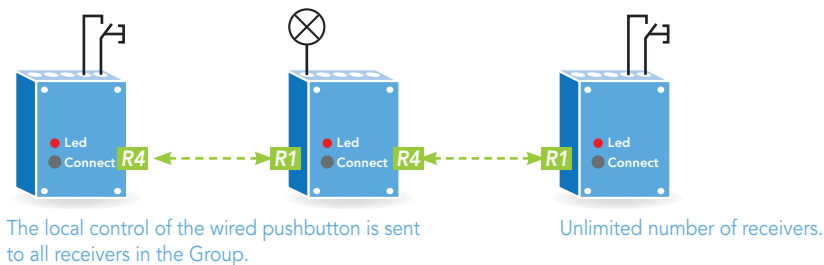 Led
Connect R4
R1
Led
Connect R4
R1
Led
Connect
The local control of the wired pushbutton is sent
to all receivers in the Group.
Unlimited number of receivers.